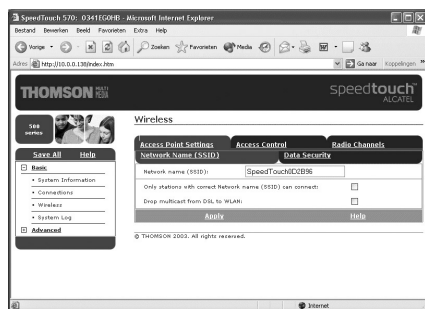 SpeedTouch 570: 0341EG0HB - Microsoft Internet Explorer
Bestand Bewerken Beeld Favorieten Extra Help
Vorige Zoeken Favorieten Media
Adres http://10.0.0.138/index.htm Ga naar Koppelingen »
THOMSON speedtouch™
ALCATEL
500 series
Save All Help
Basic
System Information
Connections
Wireless
System Log
Advanced
Wireless
Access Point Settings Access Control Radio Channels
Network Name (SSID) Data Security
Network name (SSID): SpeedTouch0D2B96
Only stations with correct Network name (SSID) can connect:
Drop multicast from DSL to WLAN:
Apply Help
© THOMSON 2003. All rights reserved.
Internet